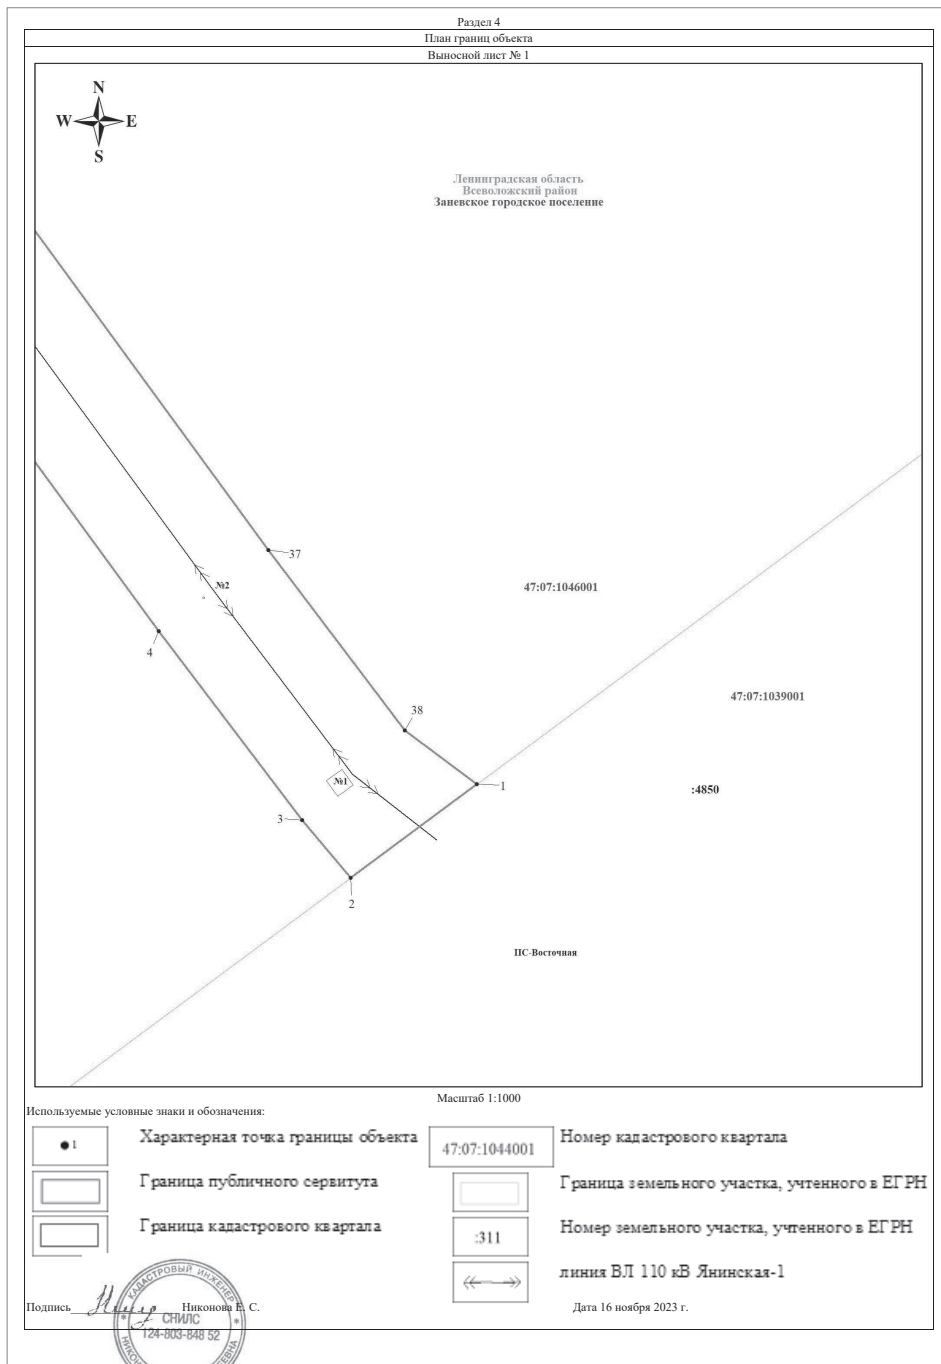 Раздел 4
План границ объекта
Выносной лист № 1
N
W E
S
Ленинградская область
Всеволожский район
Заневское городское поселение
37
№2
47:07:1046001
4
47:07:1039001
38
№1
1
:4850
3
2
ПС-Восточная
Масштаб 1:1000
Используемые условные знаки и обозначения:
1 Характерная точка границы объекта
47:07:1044001 Номер кадастрового квартала
Граница публичного сервитута
Граница земельного участка, учтенного в ЕГРН
Граница кадастрового квартала
:311 Номер земельного участка, учтенного в ЕГРН
линия ВЛ 110 кВ Янинская-1
Подпись Никонова Е. С.
Дата 16 ноября 2023 г.
КАДАСТРОВЫЙ ИНЖЕНЕР
СНИЛС
124-803-848 52